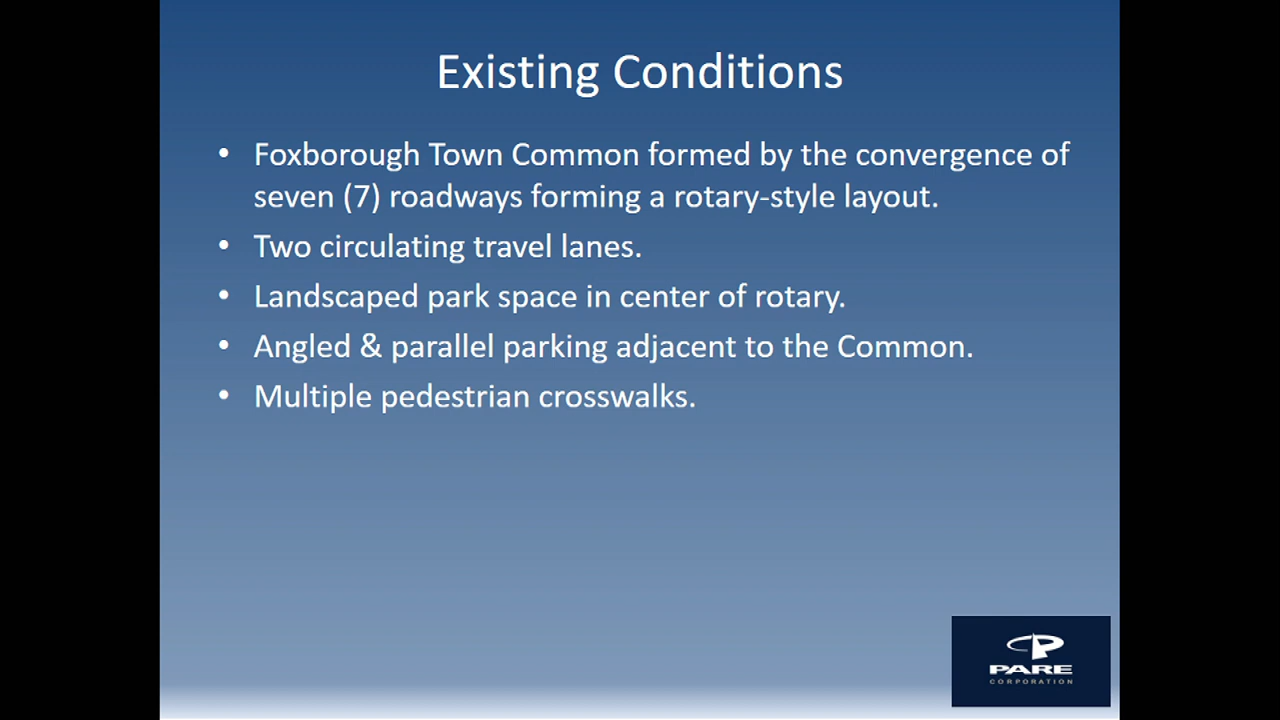 Existing Conditions
• Foxborough Town Common formed by the convergence of
seven (7) roadways forming a rotary-style layout.
• Two circulating travel lanes.
• Landscaped park space in center of rotary.
• Angled & parallel parking adjacent to the Common.
• Multiple pedestrian crosswalks.
PARE
CORPORATION